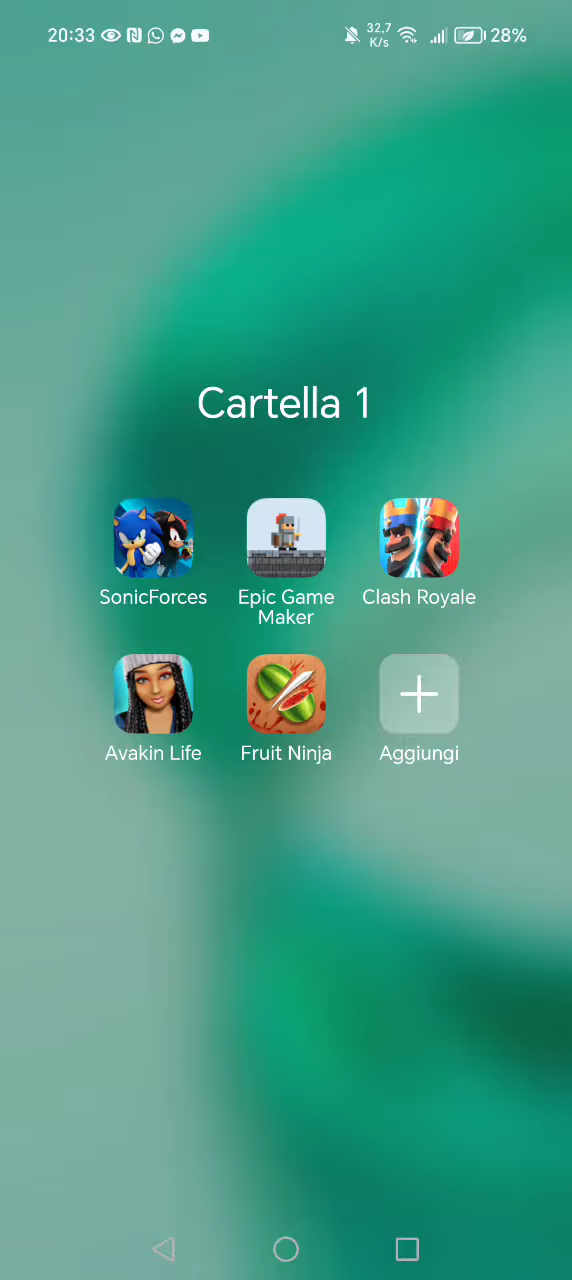 20:33
32,7
K/s
28%
Cartella 1
SonicForces
Epic Game
Maker
Clash Royale
Avakin Life
Fruit Ninja
Aggiungi